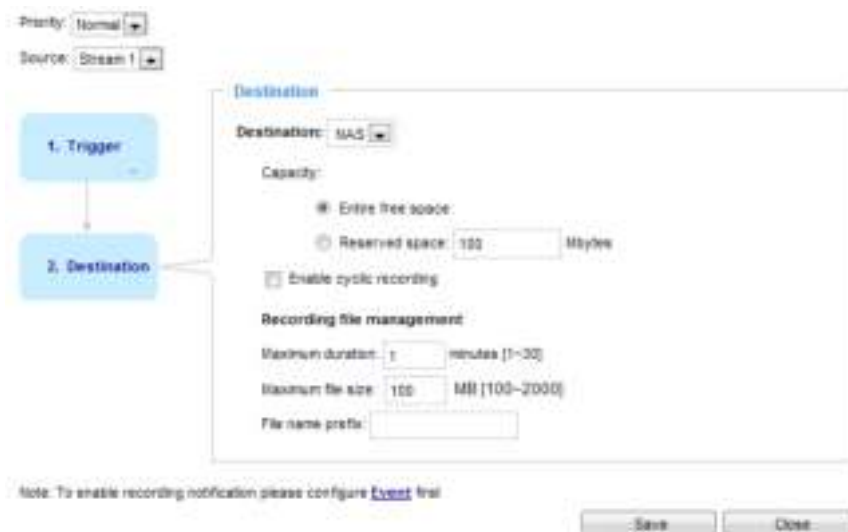 Priority: Normal
Source: Stream 1
Destination
1. Trigger
Destination: NAS
Capacity:
Entire free space
Reserved space: 100 Mbytes
2. Destination
Enable cyclic recording
Recording file management
Maximum duration: 1 minutes [1~30]
Maximum file size: 100 MB [100~2000]
File name prefix:
Note: To enable recording notification please configure Event first
Save Close